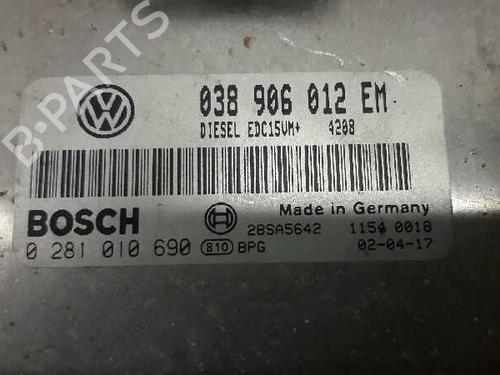 038 906 012 EM
DIESEL EDC15VM+ 4208
BOSCH
Made in Germany
28SA5642 1154 0018
0 281 010 690 810 BPG 02-04-17
B-PARTS